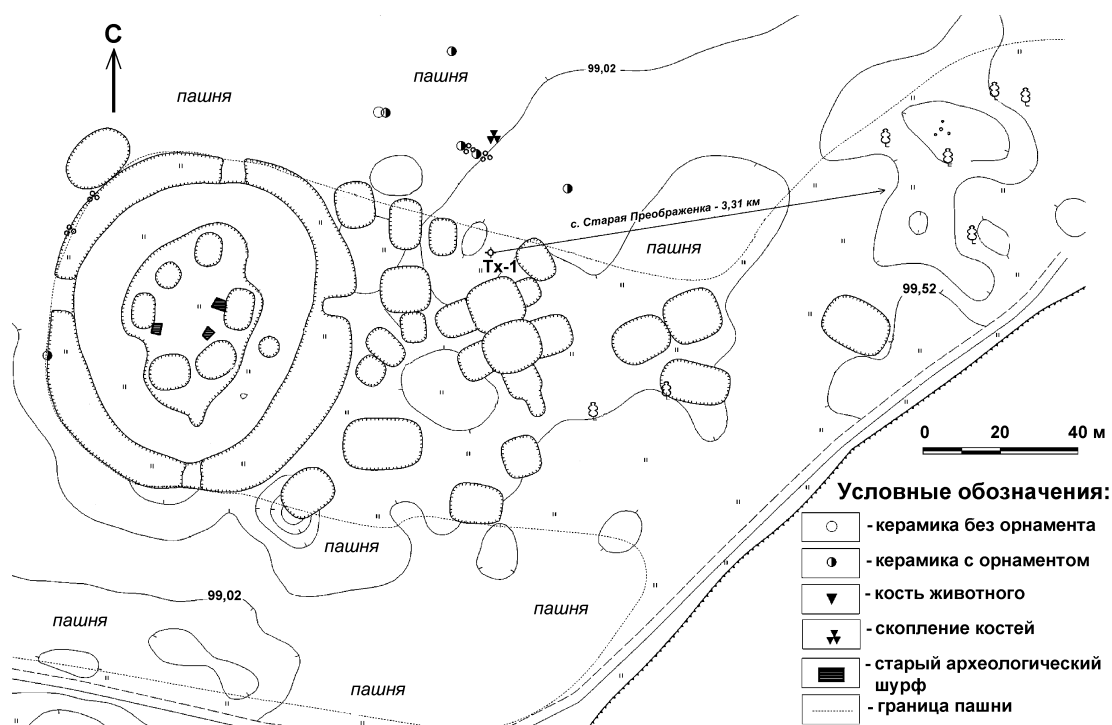 С
пашня
пашня
99,02
с. Старая Преображенка - 3,31 км
пашня
Тх-1
99,52
0 20 40 м
Условные обозначения:
- керамика без орнамента
- керамика с орнаментом
- кость животного
- скопление костей
- старый археологический
шурф
- граница пашни
пашня
99,02
пашня
пашня
пашня